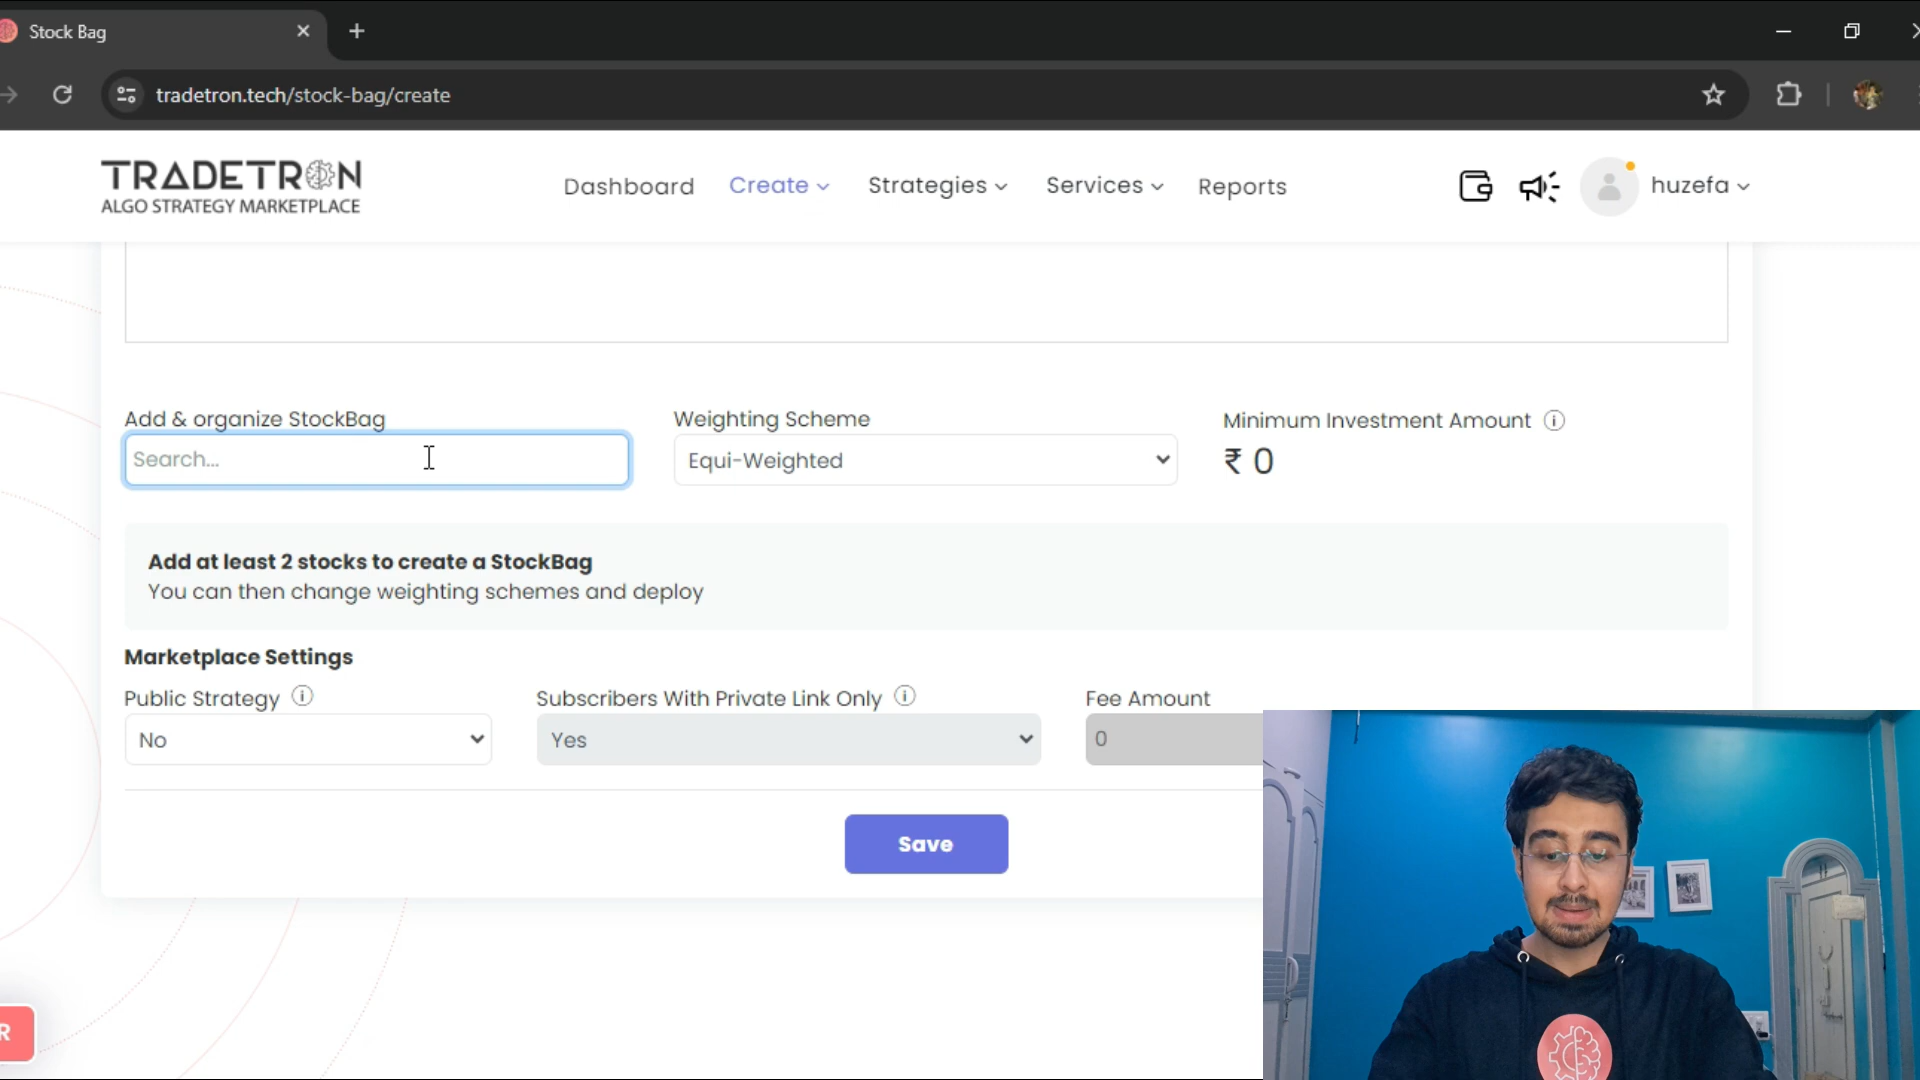 Stock Bag
tradetron.tech/stock-bag/create
TRADETRON
ALGO STRATEGY MARKETPLACE
Dashboard
Create
Strategies
Services
Reports
huzefa
Add & organize StockBag
Weighting Scheme
Minimum Investment Amount
Search...
Equi-Weighted
₹ 0
Add at least 2 stocks to create a StockBag
You can then change weighting schemes and deploy
Marketplace Settings
Public Strategy
Subscribers With Private Link Only
Fee Amount
No
Yes
0
Save
R